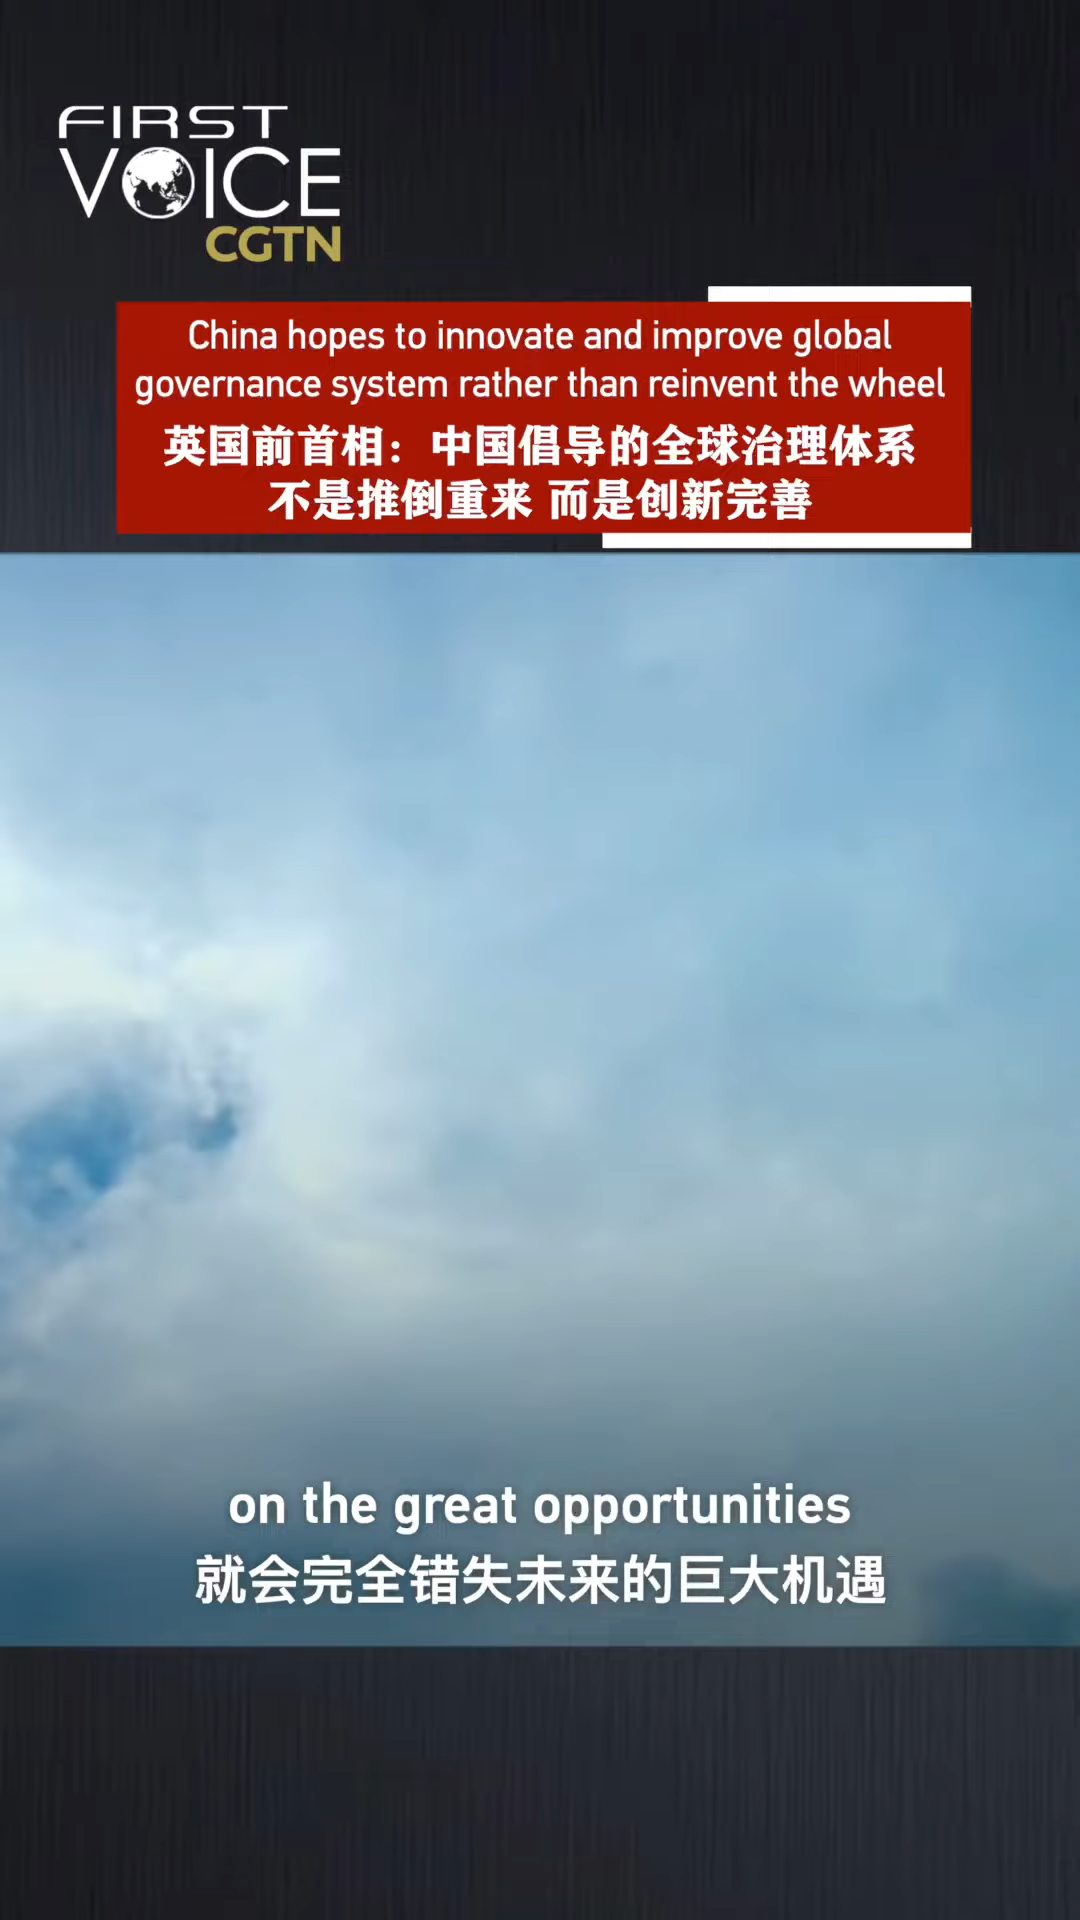 FIRST
VOICE
CGTN
China hopes to innovate and improve global
governance system rather than reinvent the wheel
英国前首相：中国倡导的全球治理体系
不是推倒重来 而是创新完善
on the great opportunities
就会完全错失未来的巨大机遇